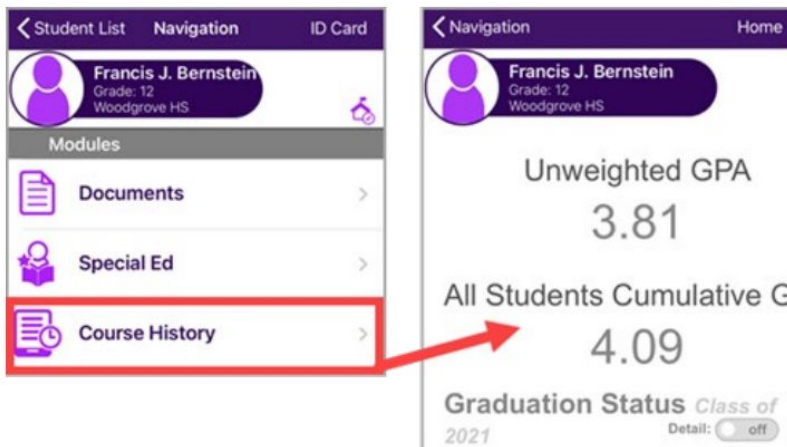 Student List Navigation ID Card
Francis J. Bernstein
Grade: 12
Woodgrove HS
Modules
Documents
Special Ed
Course History
Navigation Home
Francis J. Bernstein
Grade: 12
Woodgrove HS
Unweighted GPA
3.81
All Students Cumulative G
4.09
Graduation Status Class of
2021 Detail: off